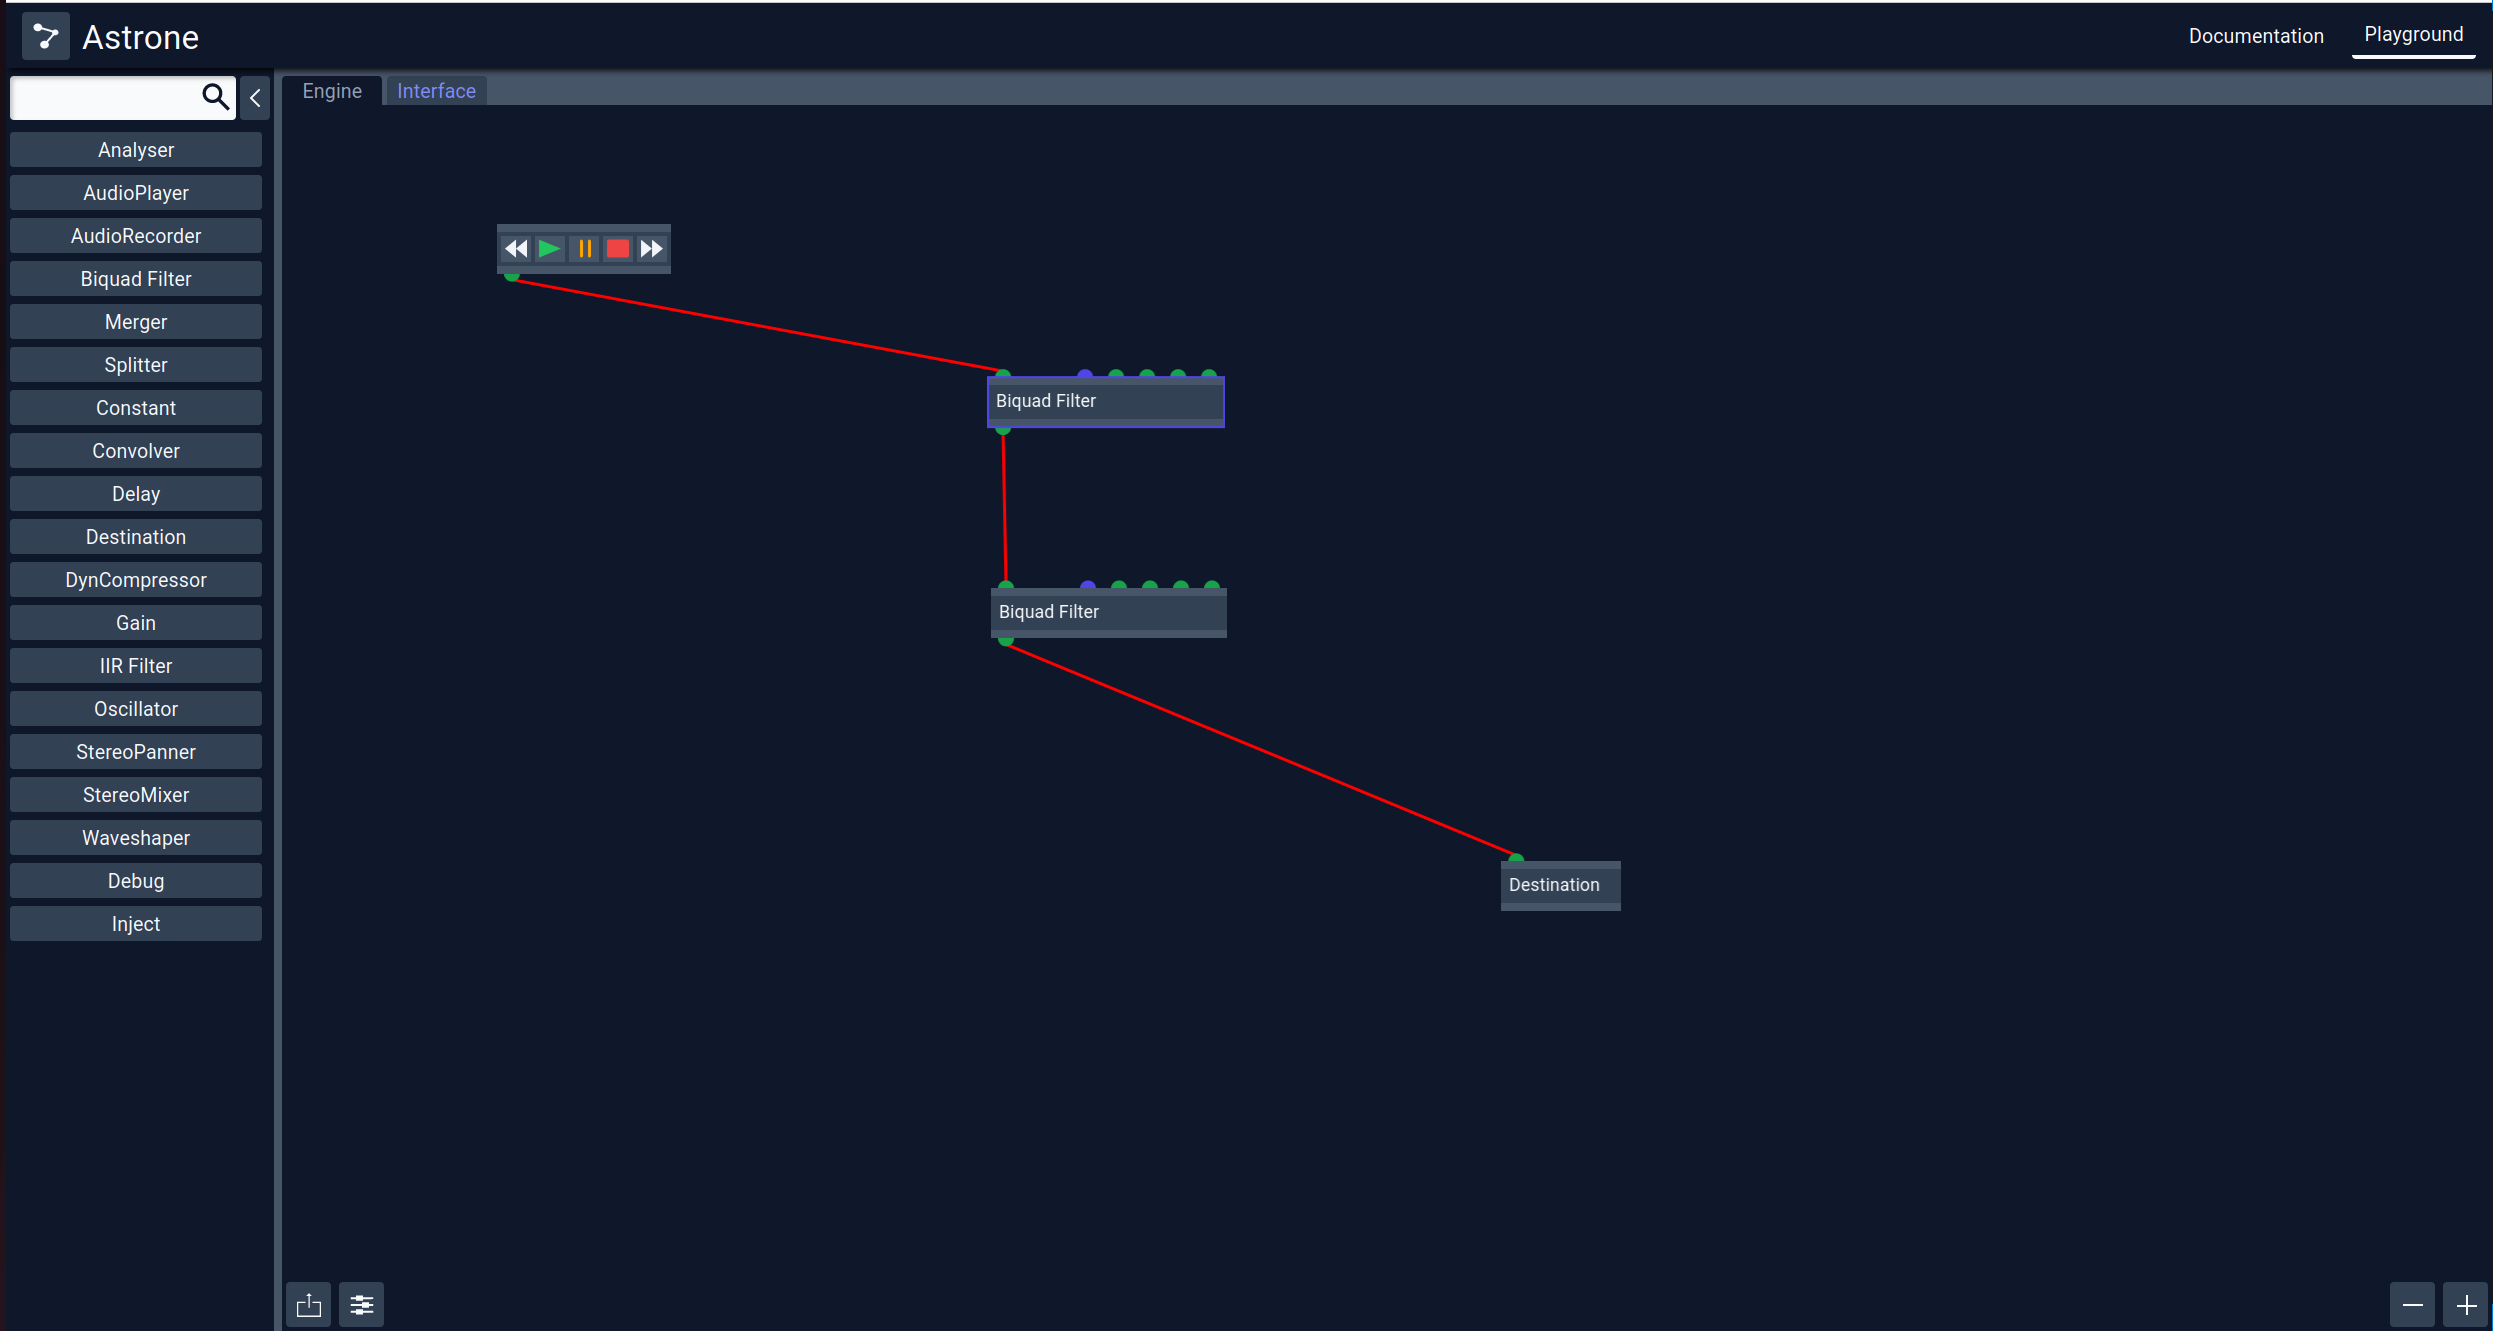 Astrone
Documentation
Playground
Engine
Interface
Analyser
AudioPlayer
AudioRecorder
Biquad Filter
Merger
Splitter
Constant
Convolver
Delay
Destination
DynCompressor
Gain
IIR Filter
Oscillator
StereoPanner
StereoMixer
Waveshaper
Debug
Inject
Biquad Filter
Biquad Filter
Destination